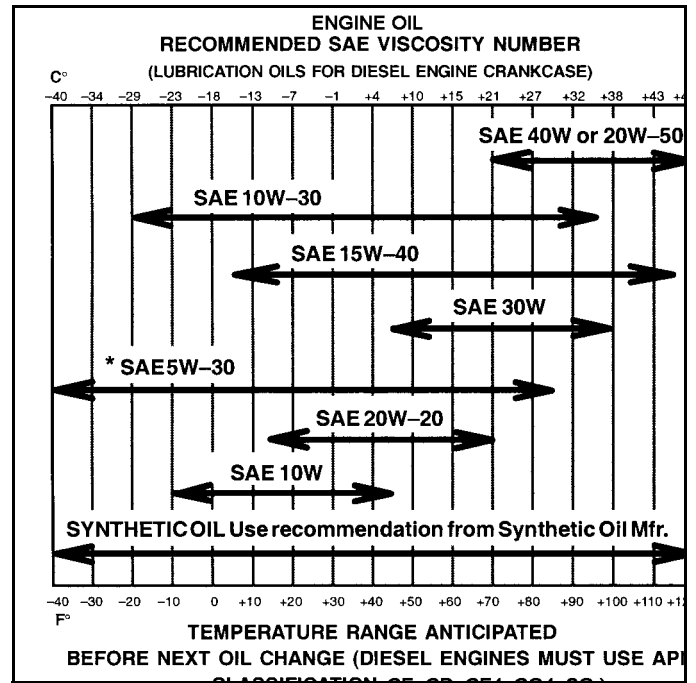 ENGINE OIL
RECOMMENDED SAE VISCOSITY NUMBER
(LUBRICATION OILS FOR DIESEL ENGINE CRANKCASE)
C°
–40 –34 –29 –23 –18 –13 –7 –1 +4 +10 +15 +21 +27 +32 +38 +43
SAE 40W or 20W–50
SAE 10W–30
SAE 15W–40
SAE 30W
* SAE5W–30
SAE 20W–20
SAE 10W
SYNTHETIC OIL Use recommendation from Synthetic Oil Mfr.
–40 –30 –20 –10 0 +10 +20 +30 +40 +50 +60 +70 +80 +90 +100 +110
F°
TEMPERATURE RANGE ANTICIPATED
BEFORE NEXT OIL CHANGE (DIESEL ENGINES MUST USE